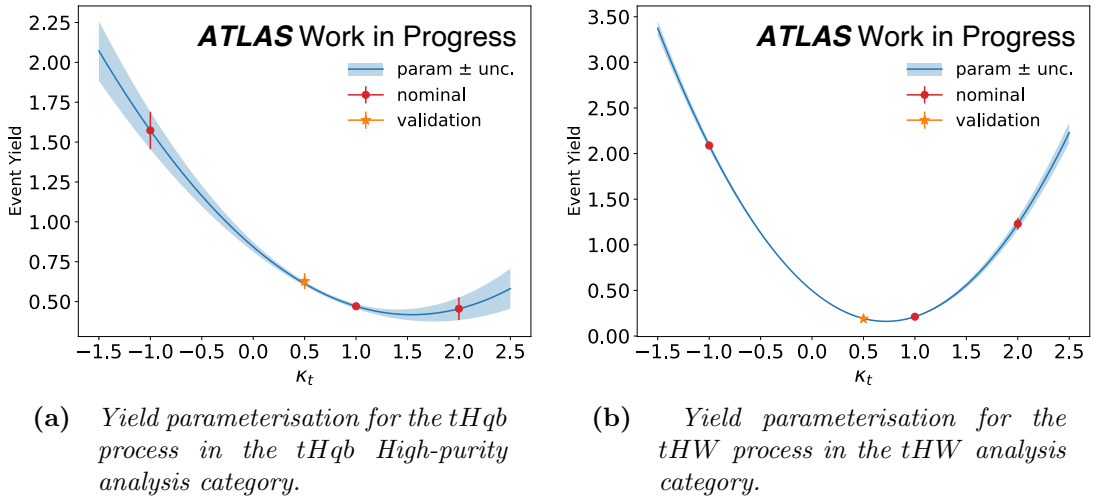 ATLAS Work in Progress
param ± unc.
nominal
validation
Event Yield
2.25
2.00
1.75
1.50
1.25
1.00
0.75
0.50
−1.5 −1.0 −0.5 0.0 0.5 1.0 1.5 2.0 2.5
κt
(a) Yield parameterisation for the tHqb
process in the tHqb High-purity
analysis category.
ATLAS Work in Progress
param ± unc.
nominal
validation
Event Yield
3.50
3.00
2.50
2.00
1.50
1.00
0.50
0.00
−1.5 −1.0 −0.5 0.0 0.5 1.0 1.5 2.0 2.5
κt
(b) Yield parameterisation for the
tHW process in the tHW analysis
category.